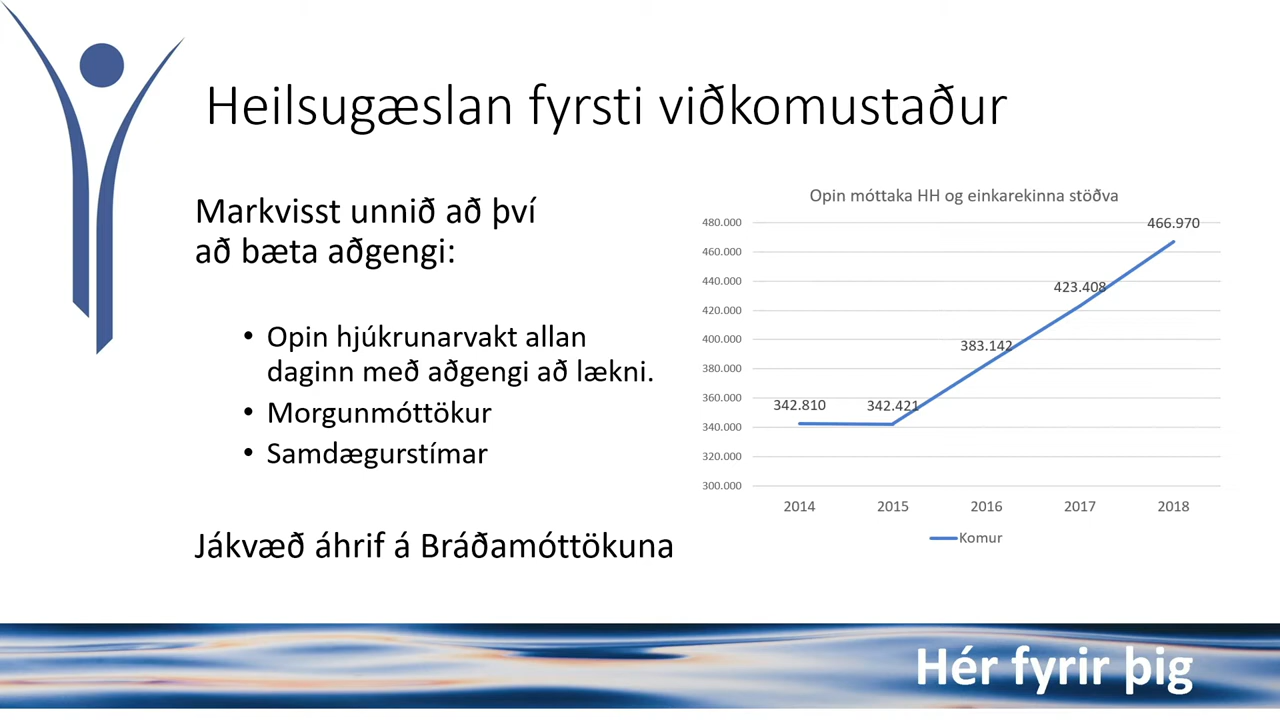 Heilsugæslan fyrsti viðkomustaður
Markvisst unnið að því
að bæta aðgengi:
• Opin hjúkrunarvakt allan
daginn með aðgengi að lækni.
• Morgunmóttökur
• Samdægurstímar
Jákvæð áhrif á Bráðamóttökuna
Opin móttaka HH og einkarekinna stöðva
480.000
460.000
440.000
420.000
400.000
380.000
360.000
340.000
320.000
300.000
342.810
342.421
383.142
423.408
466.970
2014 2015 2016 2017 2018
Komur
Hér fyrir þig